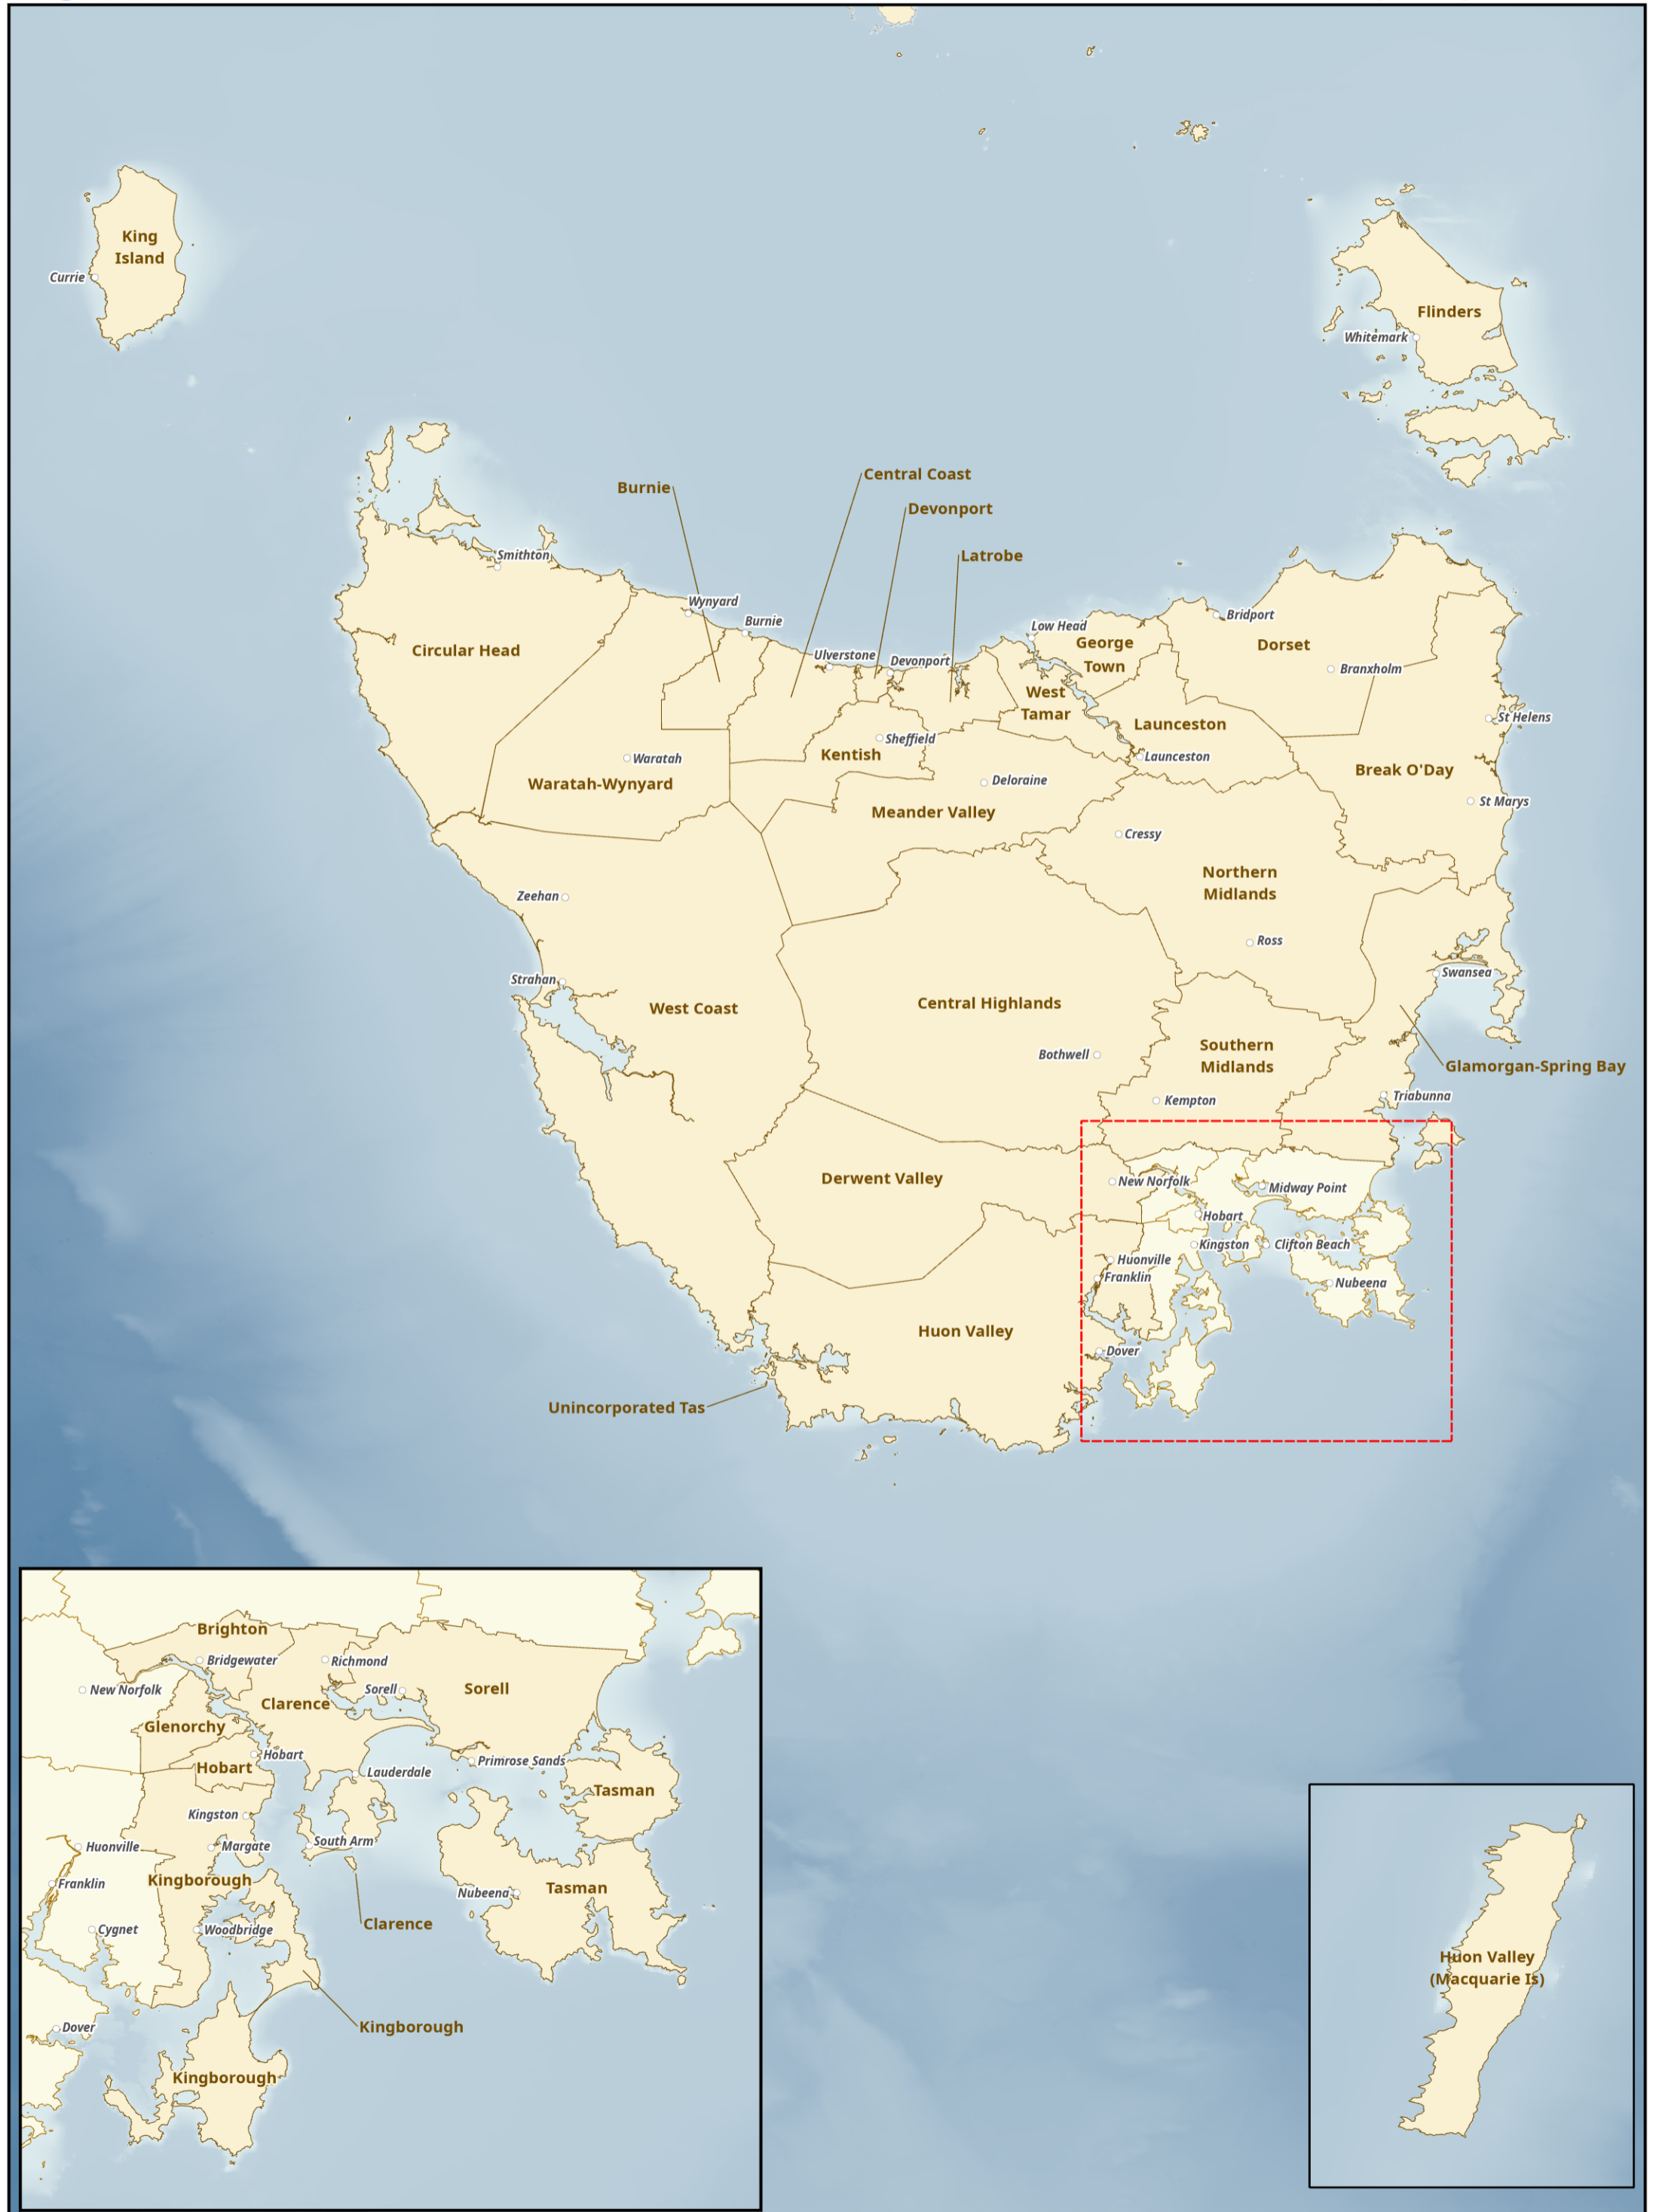 King
Island
Currie
Flinders
Whitemark
Central Coast
Burnie
Devonport
Latrobe
Smithton
Wynyard
Burnie
Ulverstone
Devonport
Low Head
Bridport
George
Town
Dorset
Circular Head
Branxholm
West
Tamar
Launceston
St Helens
Sheffield
Kentish
Waratah
Launceston
Break O'Day
Waratah-Wynyard
Deloraine
St Marys
Meander Valley
Cressy
Northern
Midlands
Zeehan
Ross
Swansea
Strahan
West Coast
Central Highlands
Southern
Midlands
Bothwell
Glamorgan-Spring Bay
Kempton
Triabunna
Derwent Valley
New Norfolk
Midway Point
Hobart
Kingston
Clifton Beach
Huonville
Franklin
Nubeena
Huon Valley
Dover
Unincorporated Tas
Brighton
Bridgewater
Richmond
New Norfolk
Sorell
Sorell
Clarence
Glenorchy
Hobart
Hobart
Primrose Sands
Lauderdale
Tasman
Kingston
South Arm
Huonville
Margate
Kingborough
Franklin
Tasman
Nubeena
Clarence
Cygnet
Woodbridge
Kingborough
Dover
Kingborough
Huon Valley
(Macquarie Is)